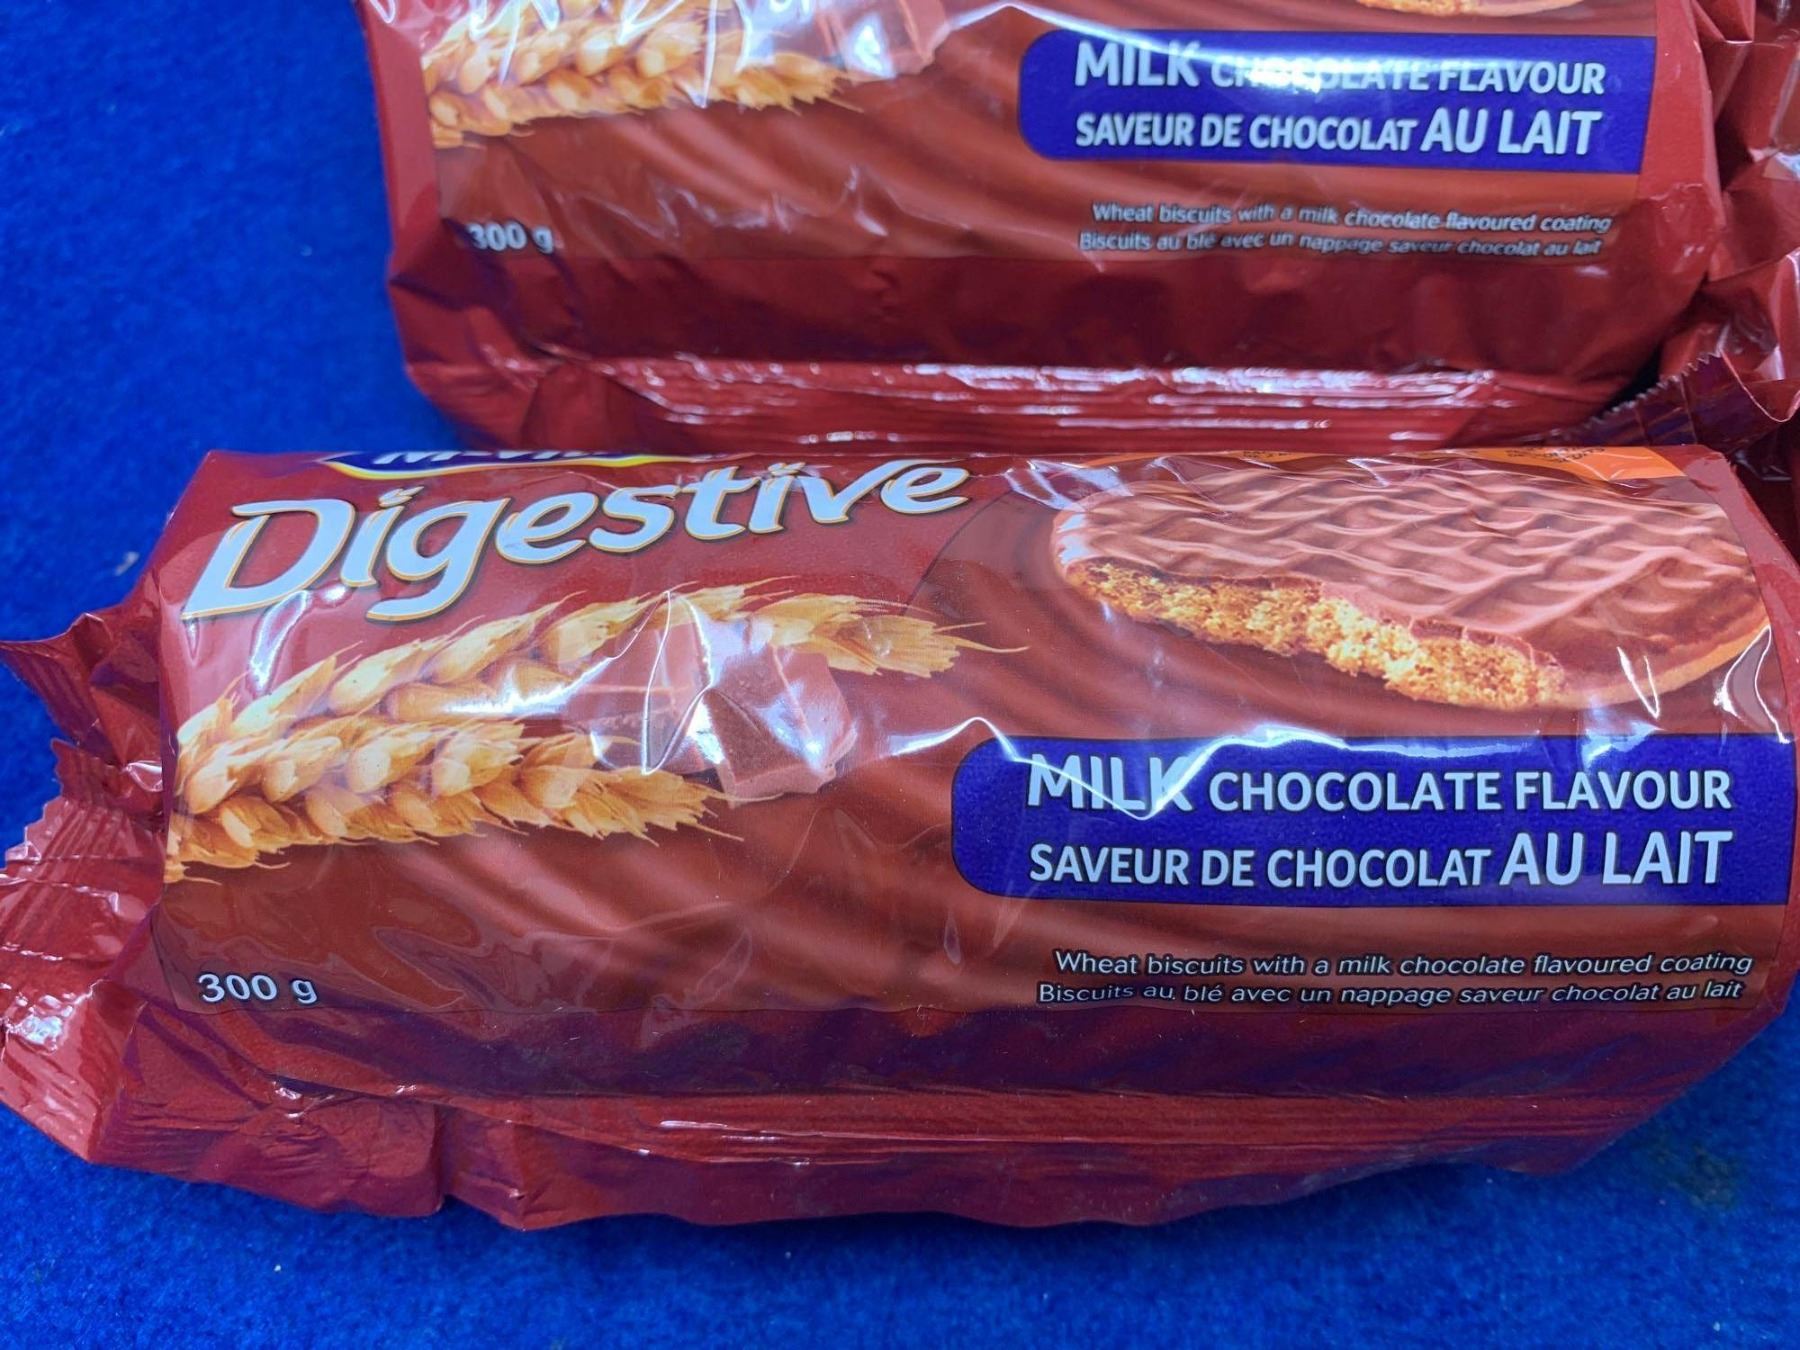 MILK CHOCOLATE FLAVOUR
SAVEUR DE CHOCOLAT AU LAIT
300 g
Wheat biscuits with a milk chocolate flavoured coating
Biscuits au blé avec un nappage saveur chocolat au lait
Digestive
MILK CHOCOLATE FLAVOUR
SAVEUR DE CHOCOLAT AU LAIT
300 g
Wheat biscuits with a milk chocolate flavoured coating
Biscuits au blé avec un nappage saveur chocolat au lait